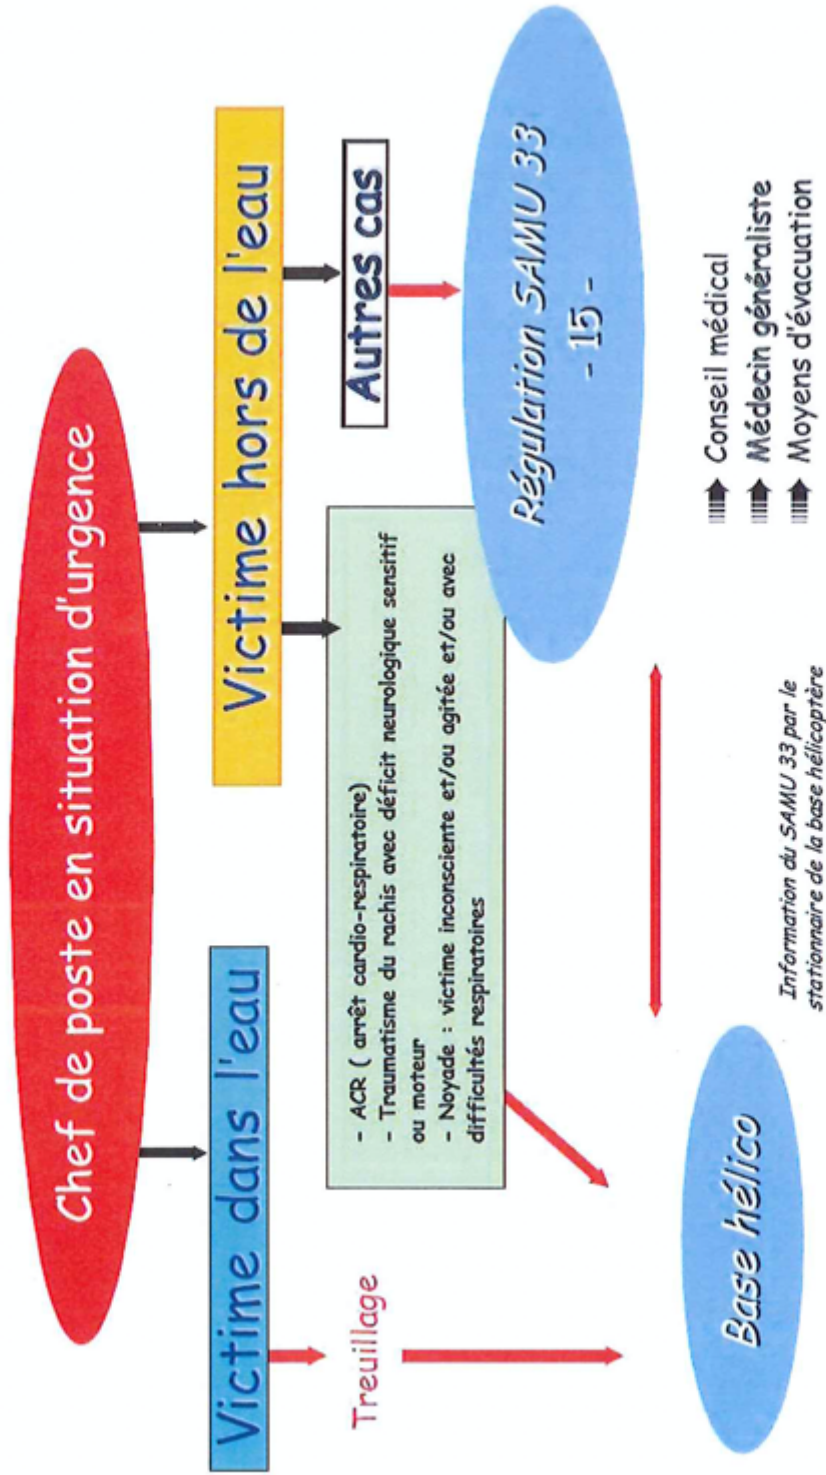 Chef de poste en situation d'urgence
Victime dans l'eau
Victime hors de l'eau
Treuillage
- ACR ( arrêt cardio-respiratoire)
- Traumatisme du rachis avec déficit neurologique sensitif
ou moteur
- Noyade : victime inconsciente et/ou agitée et/ou avec
difficultés respiratoires
Autres cas
Régulation SAMU 33
- 15 -
Base hélico
Information du SAMU 33 par le
stationnaire de la base hélicoptère
Conseil médical
Médecin généraliste
Moyens d'évacuation